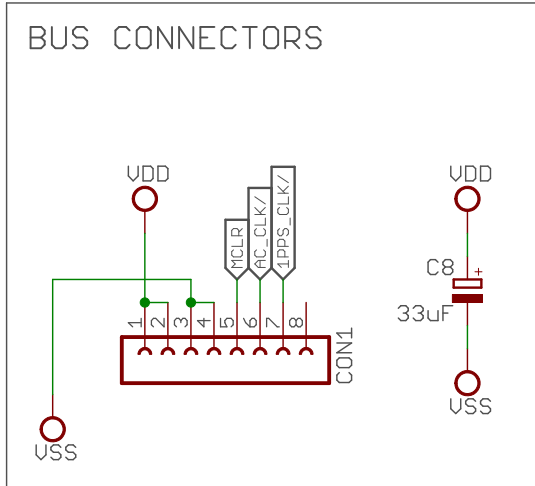 BUS CONNECTORS
VDD
VDD
MCLR
AC_CLK/
1PPS_CLK/
C8
+
33uF
1
2
3
4
5
6
7
8
CON1
VSS
VSS